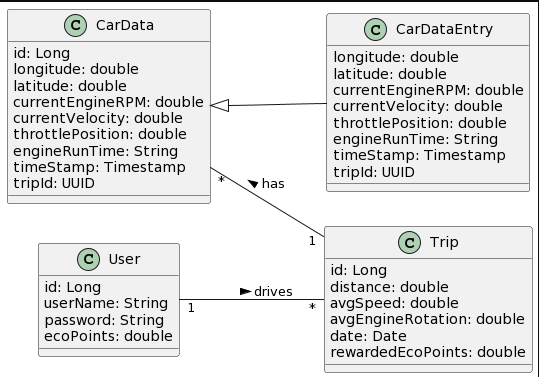 C CarData
id: Long
longitude: double
latitude: double
currentEngineRPM: double
currentVelocity: double
throttlePosition: double
engineRunTime: String
timeStamp: Timestamp
tripId: UUID
C CarDataEntry
longitude: double
latitude: double
currentEngineRPM: double
currentVelocity: double
throttlePosition: double
engineRunTime: String
timeStamp: Timestamp
tripId: UUID
* has
1
C User
id: Long
userName: String
password: String
ecoPoints: double
drives
1 *
C Trip
id: Long
distance: double
avgSpeed: double
avgEngineRotation: double
date: Date
rewardedEcoPoints: double